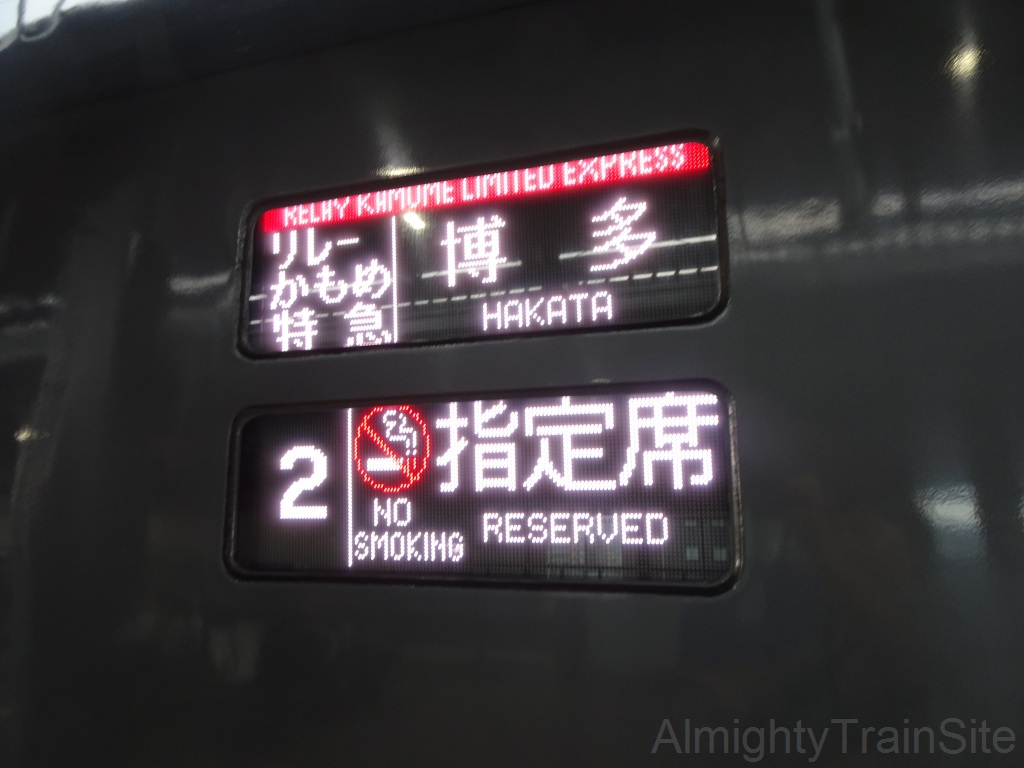 RELAY KAMOME LIMITED EXPRESS
リレー
かもめ
特急
博多
HAKATA
2
指定席
NO
SMOKING
RESERVED
AlmightyTrainSite